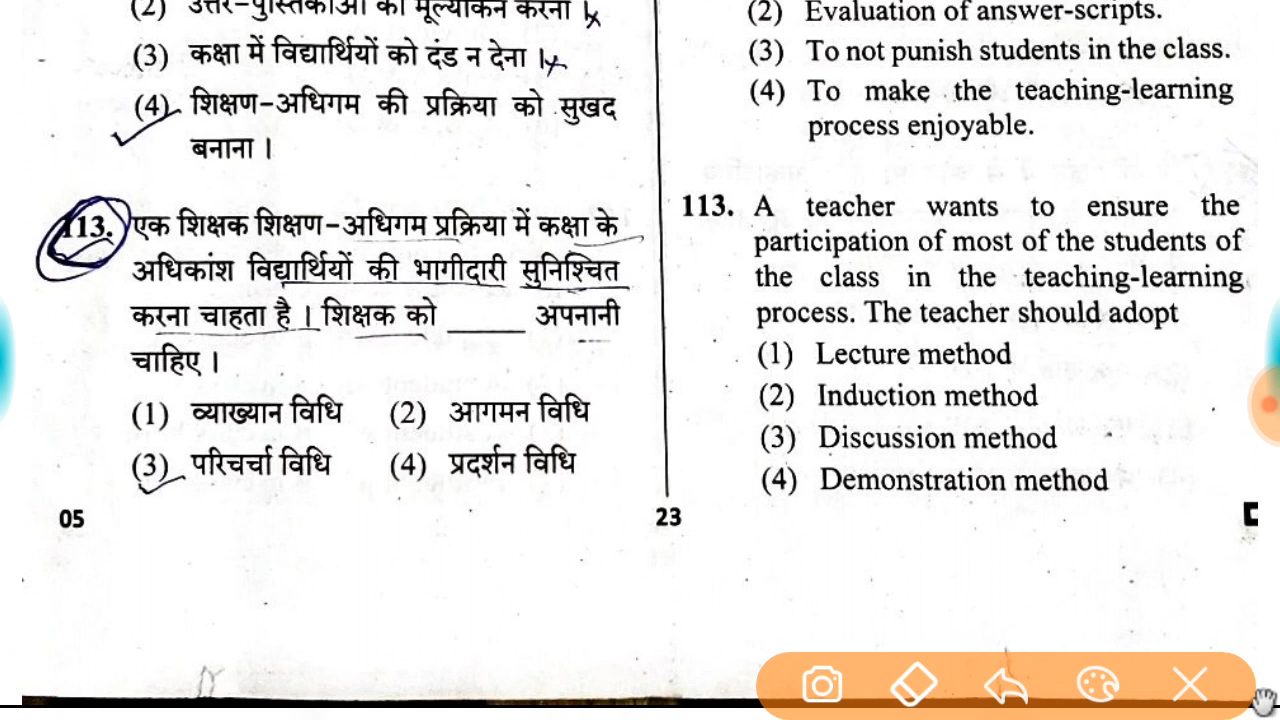 (2) उत्तर-पुस्तिकाओं का मूल्यांकन करना ।
(3) कक्षा में विद्यार्थियों को दंड न देना ।
(4) शिक्षण-अधिगम की प्रक्रिया को सुखद
बनाना ।
113. एक शिक्षक शिक्षण-अधिगम प्रक्रिया में कक्षा के
अधिकांश विद्यार्थियों की भागीदारी सुनिश्चित
करना चाहता है । शिक्षक को ______ अपनानी
चाहिए ।
(1) व्याख्यान विधि (2) आगमन विधि
(3) परिचर्चा विधि (4) प्रदर्शन विधि
05
(2) Evaluation of answer-scripts.
(3) To not punish students in the class.
(4) To make the teaching-learning
process enjoyable.
113. A teacher wants to ensure the
participation of most of the students of
the class in the teaching-learning
process. The teacher should adopt
(1) Lecture method
(2) Induction method
(3) Discussion method
(4) Demonstration method
23